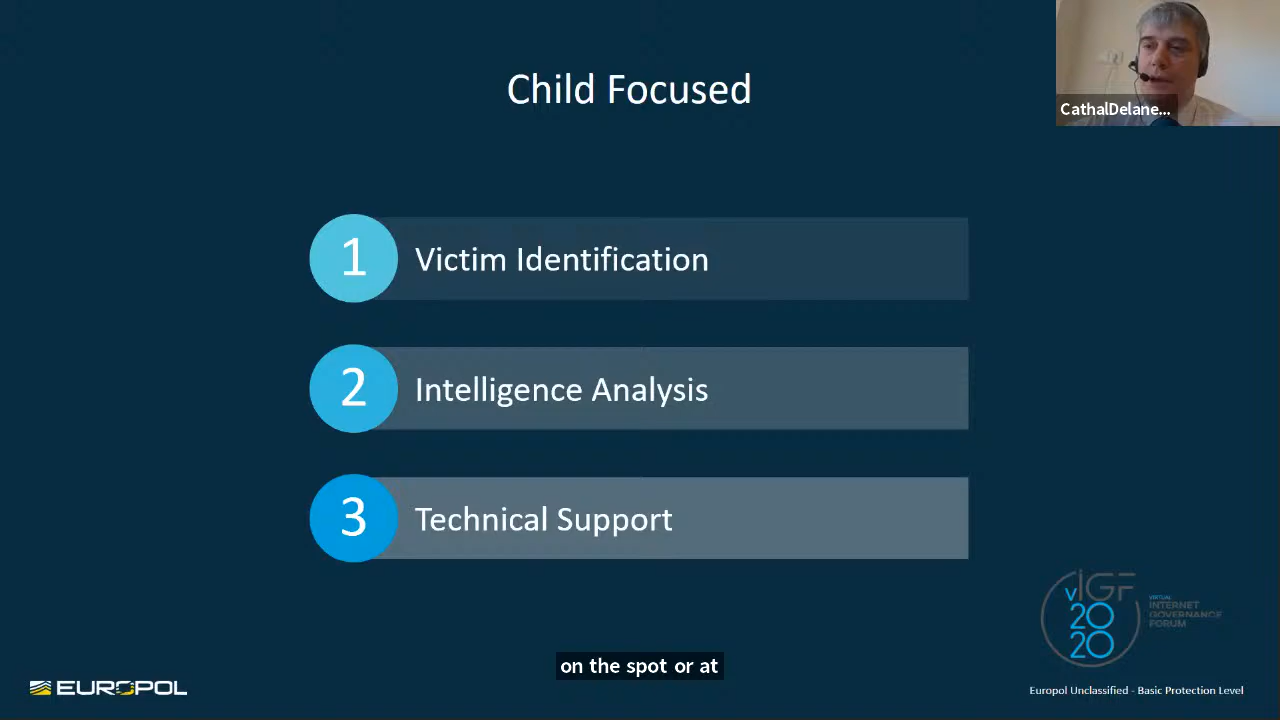 Child Focused
CathalDelane...
1 Victim Identification
2 Intelligence Analysis
3 Technical Support
vIGF
2020
VIRTUAL
INTERNET
GOVERNANCE
FORUM
on the spot or at
EUROPOL
Europol Unclassified - Basic Protection Level